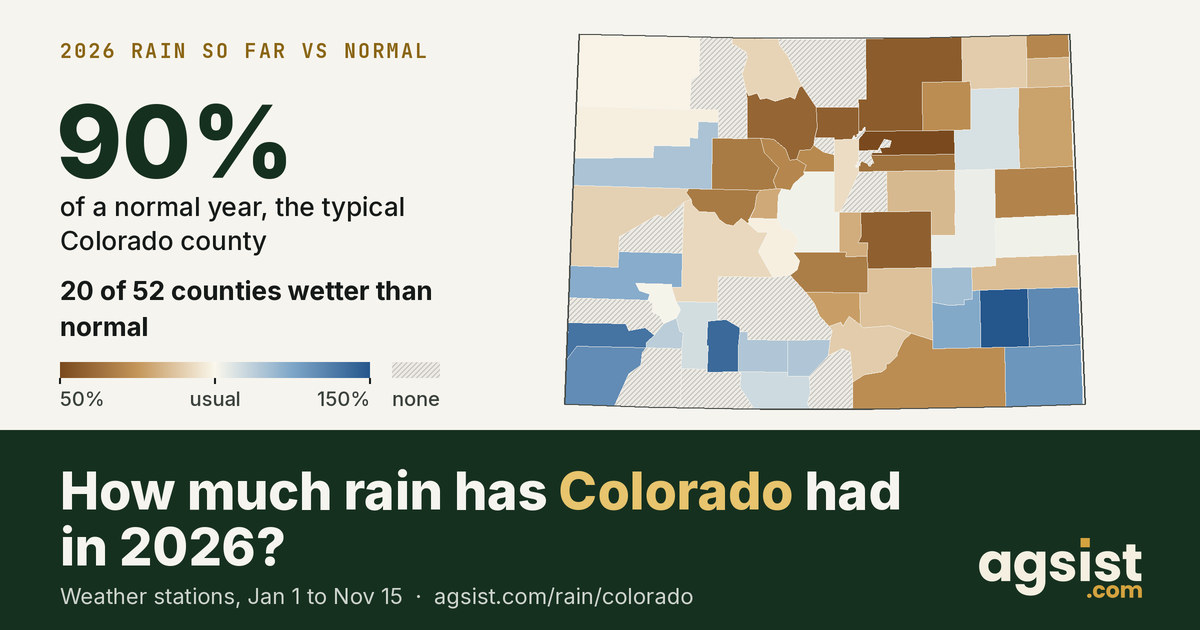 2026 RAIN SO FAR VS NORMAL
90%
of a normal year, the typical
Colorado county
20 of 52 counties wetter than
normal
50% usual 150% none
How much rain has Colorado had
in 2026?
Weather stations, Jan 1 to Nov 15 · agsist.com/rain/colorado
agsist
.com